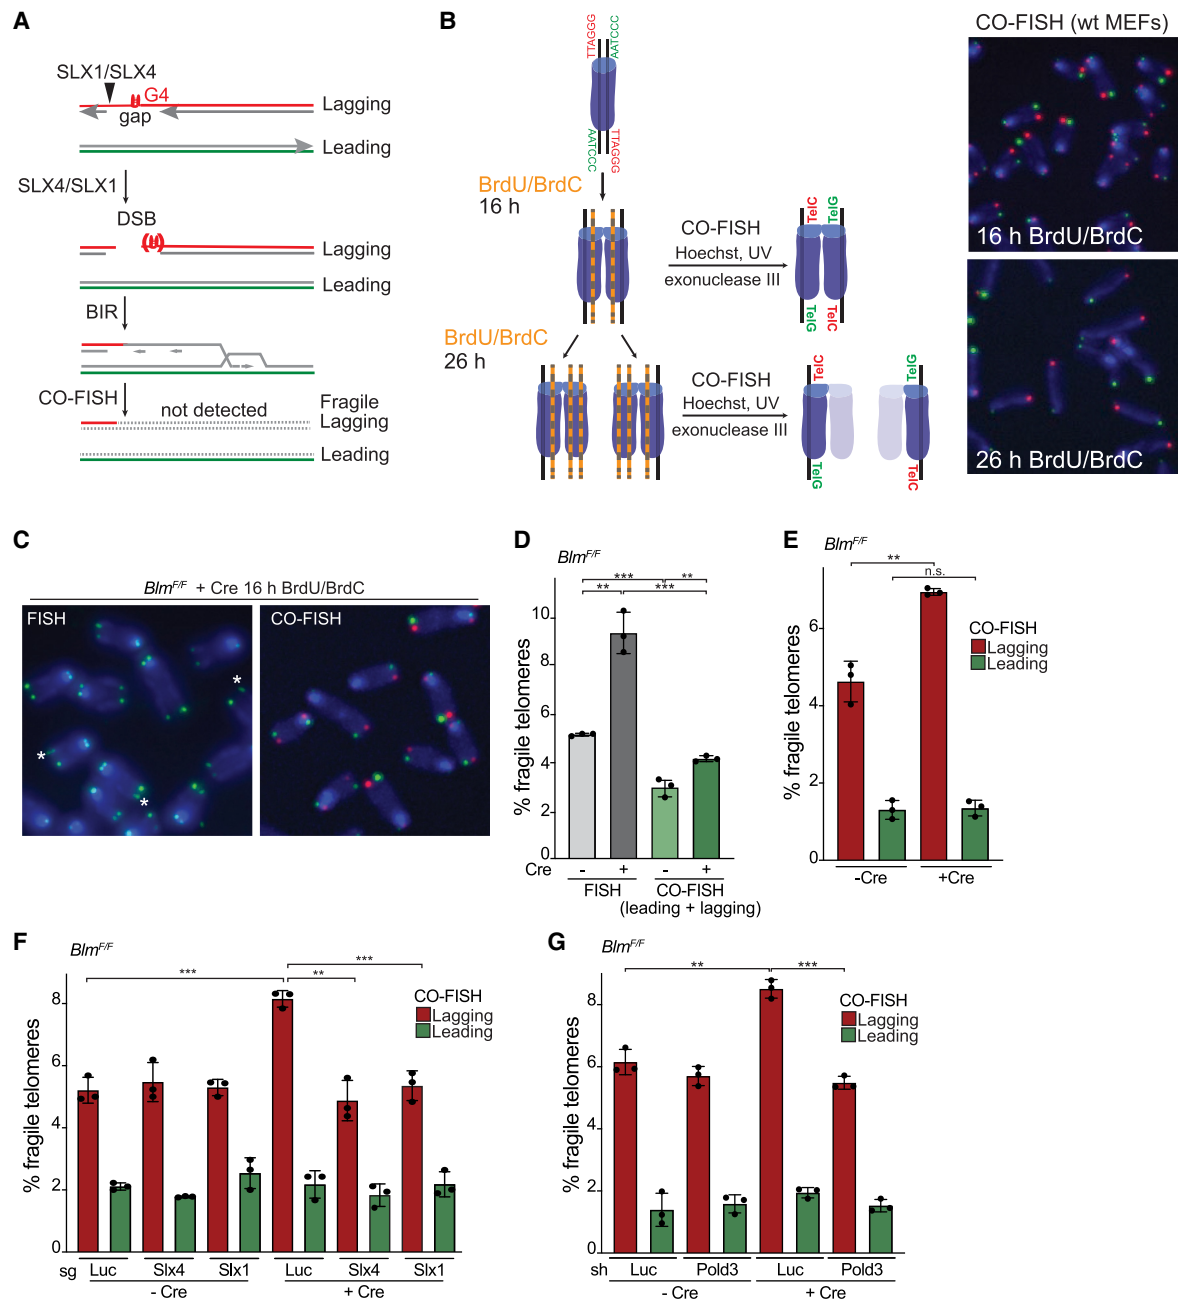 A
SLX1/SLX4
G4
gap
Lagging
Leading
SLX4/SLX1
DSB
Lagging
Leading
BIR
CO-FISH
not detected
Fragile
Lagging
Leading
B
TTAGGG
AATCCC
AATCCC
TTAGGG
BrdU/BrdC
16 h
CO-FISH
Hoechst, UV
exonuclease III
TelC
TelG
TelG
TelC
BrdU/BrdC
26 h
CO-FISH
Hoechst, UV
exonuclease III
TelC
TelG
TelG
TelC
CO-FISH (wt MEFs)
16 h BrdU/BrdC
26 h BrdU/BrdC
C
Blm^F/F + Cre 16 h BrdU/BrdC
FISH
CO-FISH
*
*
*
D
Blm^F/F
*** **
** ***
% fragile telomeres
10
8
6
4
2
0
Cre - + - +
FISH CO-FISH
(leading + lagging)
E
Blm^F/F
**
n.s.
% fragile telomeres
6
4
2
0
CO-FISH
Lagging
Leading
-Cre +Cre
F
Blm^F/F
***
***
**
% fragile telomeres
8
6
4
2
0
CO-FISH
Lagging
Leading
sg Luc Slx4 Slx1 Luc Slx4 Slx1
- Cre + Cre
G
Blm^F/F
** ***
% fragile telomeres
8
6
4
2
0
CO-FISH
Lagging
Leading
sh Luc Pold3 Luc Pold3
- Cre + Cre